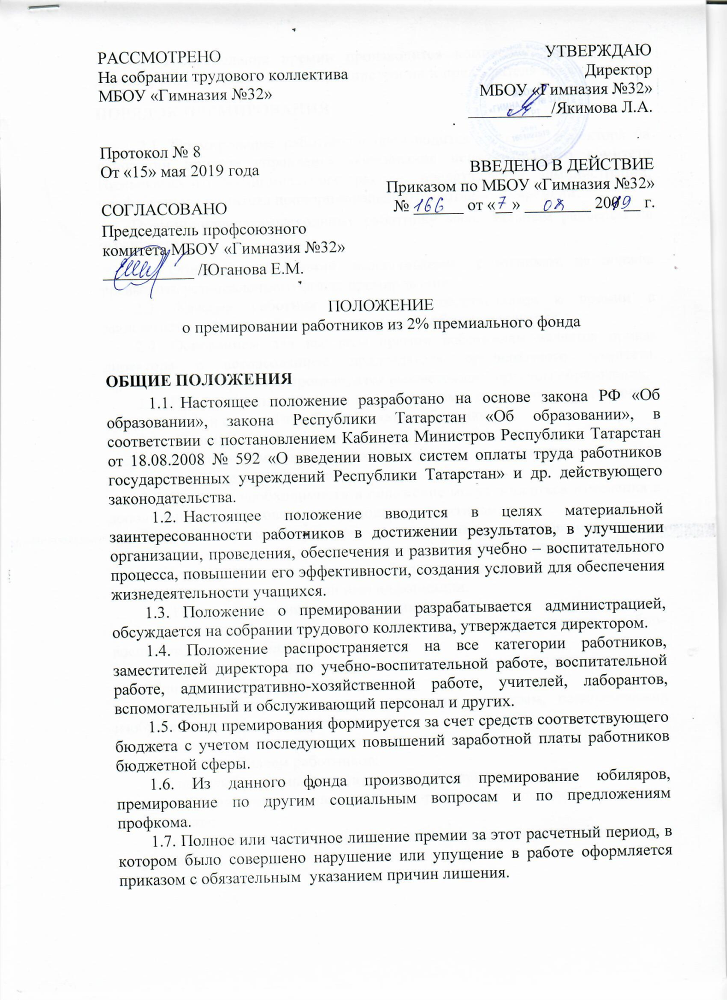 РАССМОТРЕНО
На собрании трудового коллектива
МБОУ «Гимназия №32»
Протокол № 8
От «15» мая 2019 года
СОГЛАСОВАНО
Председатель профсоюзного
комитета МБОУ «Гимназия №32»
/Юганова Е.М.
УТВЕРЖДАЮ
Директор
МБОУ «Гимназия №32»
/Якимова Л.А.
ВВЕДЕНО В ДЕЙСТВИЕ
Приказом по МБОУ «Гимназия №32»
№ 166 от «7» 2019 г.
ПОЛОЖЕНИЕ
о премировании работников из 2% премиального фонда
ОБЩИЕ ПОЛОЖЕНИЯ
1.1. Настоящее положение разработано на основе закона РФ «Об
образовании», закона Республики Татарстан «Об образовании», в
соответствии с постановлением Кабинета Министров Республики Татарстан
от 18.08.2008 № 592 «О введении новых систем оплаты труда работников
государственных учреждений Республики Татарстан» и др. действующего
законодательства.
1.2. Настоящее положение вводится в целях материальной
заинтересованности работников в достижении результатов, в улучшении
организации, проведения, обеспечения и развития учебно – воспитательного
процесса, повышении его эффективности, создания условий для обеспечения
жизнедеятельности учащихся.
1.3. Положение о премировании разрабатывается администрацией,
обсуждается на собрании трудового коллектива, утверждается директором.
1.4. Положение распространяется на все категории работников,
заместителей директора по учебно-воспитательной работе, воспитательной
работе, административно-хозяйственной работе, учителей, лаборантов,
вспомогательный и обслуживающий персонал и других.
1.5. Фонд премирования формируется за счет средств соответствующего
бюджета с учетом последующих повышений заработной платы работников
бюджетной сферы.
1.6. Из данного фонда производится премирование юбиляров,
премирование по другим социальным вопросам и по предложениям
профкома.
1.7. Полное или частичное лишение премии за этот расчетный период, в
котором было совершено нарушение или упущение в работе оформляется
приказом с обязательным указанием причин лишения.